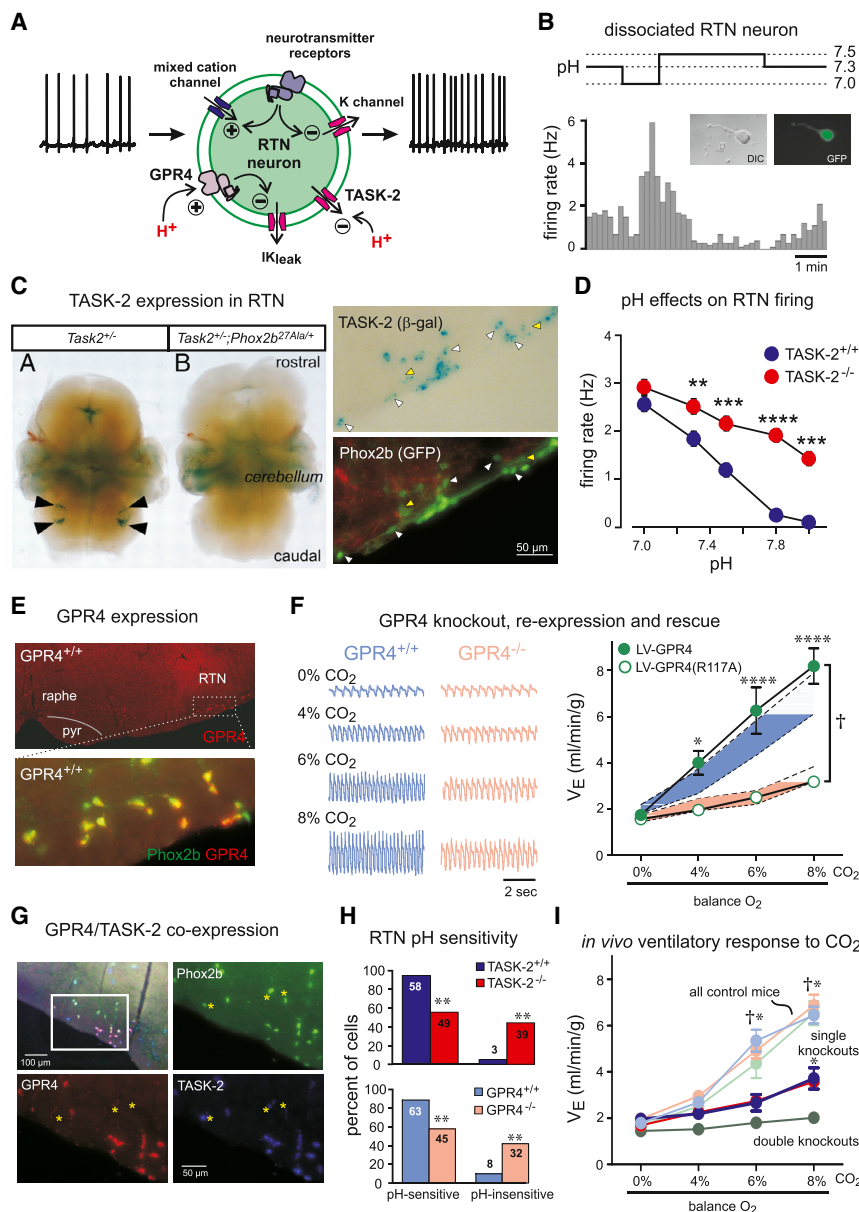 A
mixed cation
channel
neurotransmitter
receptors
K channel
+
−
RTN
neuron
GPR4
−
+
H+
TASK-2
−
H+
IKleak
B
dissociated RTN neuron
pH
7.5
7.3
7.0
firing rate (Hz)
6
4
2
0
DIC
GFP
1 min
C
TASK-2 expression in RTN
Task2+/-
Task2+/-;Phox2b27Ala/+
A
B
rostral
cerebellum
caudal
TASK-2 (β-gal)
Phox2b (GFP)
50 µm
D
pH effects on RTN firing
TASK-2+/+
TASK-2-/-
firing rate (Hz)
4
3
2
1
0
**
***
****
***
7.0
7.4
7.8
pH
E
GPR4 expression
GPR4+/+
RTN
raphe
pyr
GPR4
GPR4+/+
Phox2b GPR4
F
GPR4 knockout, re-expression and rescue
GPR4+/+
GPR4-/-
0% CO2
4%
CO2
6%
CO2
8% CO2
2 sec
LV-GPR4
LV-GPR4(R117A)
****
****
*
†
VE (ml/min/g)
8
6
4
2
0
0%
4%
6%
8%
CO2
balance O2
G
GPR4/TASK-2 co-expression
100 µm
Phox2b
* * *
GPR4
* * *
TASK-2
* * *
50 µm
H
RTN pH sensitivity
percent of cells
100
80
60
40
20
0
TASK-2+/+
TASK-2-/-
58
**
49
3
**
39
100
80
60
40
20
0
GPR4+/+
GPR4-/-
63
**
45
8
**
32
pH-sensitive
pH-insensitive
I
in vivo ventilatory response to CO2
all control mice
†*
†*
single
knockouts
*
double knockouts
VE (ml/min/g)
8
6
4
2
0
0%
4%
6%
8%
CO2
balance O2